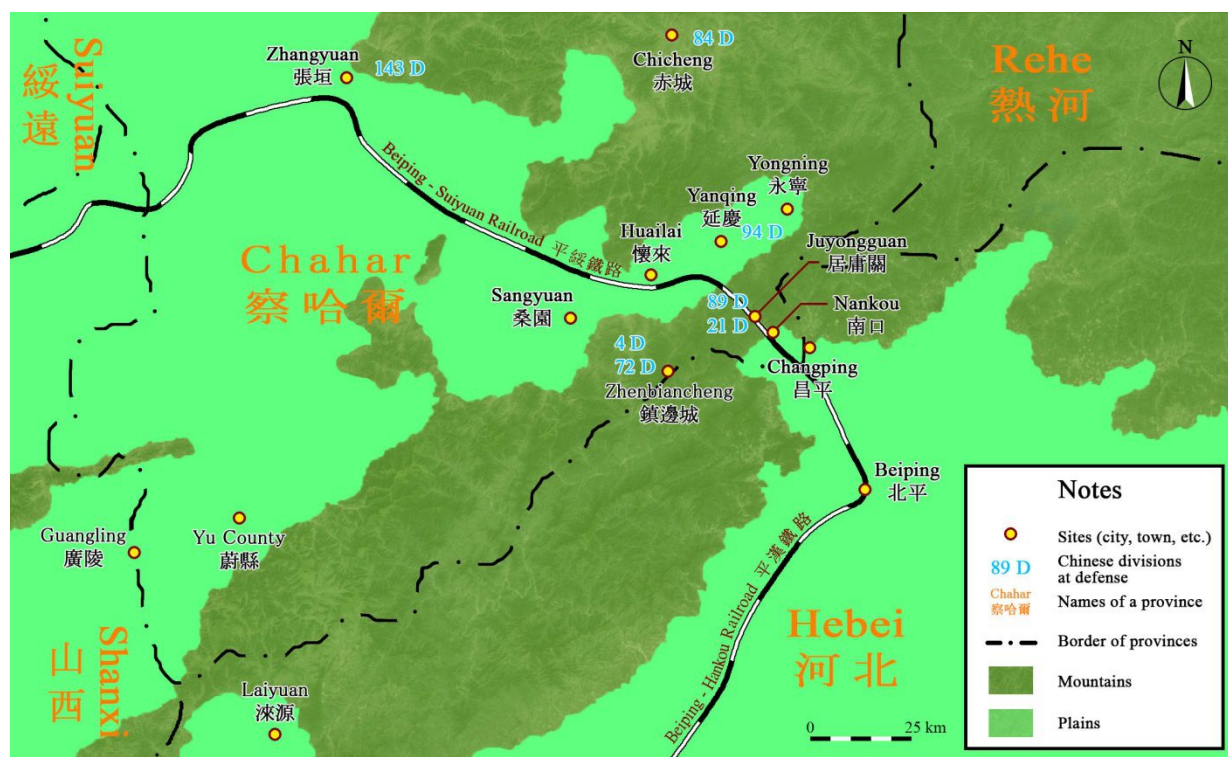 Suiyuan
綏遠
Zhangyuan
張垣
143 D
84 D
Chicheng
赤城
Rehe
熱河
N
Beiping - Suiyuan Railroad 平綏鐵路
Yongning
永寧
Yanqing
延慶
94 D
Huailai
懷來
Juyongguan
居庸關
Chahar
察哈爾
Sangyuan
桑園
89 D
21 D
Nankou
南口
4 D
72 D
Zhenbiancheng
鎮邊城
Changping
昌平
Beiping
北平
Guangling
廣陵
Yu County
蔚縣
Beiping - Hankou Railroad 平漢鐵路
Hebei
河北
Shanxi
山西
Laiyuan
淶源
0 25 km
Notes
Sites (city, town, etc.)
89 D
Chinese divisions
at defense
Chahar
察哈爾
Names of a province
Border of provinces
Mountains
Plains